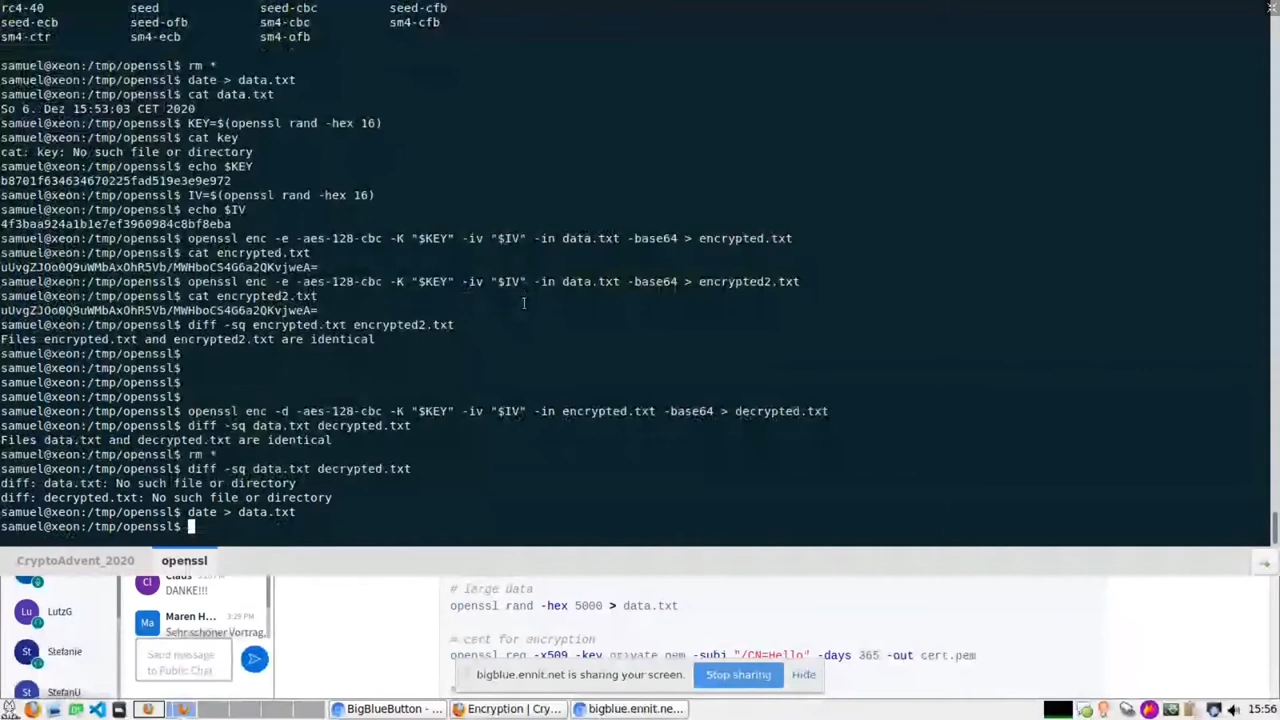 rc4-40 seed seed-cbc seed-cfb
seed-ecb seed-ofb sm4-cbc sm4-cfb
sm4-ctr sm4-ecb sm4-ofb
samuel@xeon:/tmp/openssl$ rm *
samuel@xeon:/tmp/openssl$ date > data.txt
samuel@xeon:/tmp/openssl$ cat data.txt
So 6. Dez 15:53:03 CET 2020
samuel@xeon:/tmp/openssl$ KEY=$(openssl rand -hex 16)
samuel@xeon:/tmp/openssl$ cat key
cat: key: No such file or directory
samuel@xeon:/tmp/openssl$ echo $KEY
b8701f634634670225fad519e3e9e972
samuel@xeon:/tmp/openssl$ IV=$(openssl rand -hex 16)
samuel@xeon:/tmp/openssl$ echo $IV
4f3baa924a1b1e7ef3960984c8bf8eba
samuel@xeon:/tmp/openssl$ openssl enc -e -aes-128-cbc -K "$KEY" -iv "$IV" -in data.txt -base64 > encrypted.txt
samuel@xeon:/tmp/openssl$ cat encrypted.txt
uUvgZJOo0Q9uWMbAxOhR5Vb/MWHboCS4G6a2QKvjweA=
samuel@xeon:/tmp/openssl$ openssl enc -e -aes-128-cbc -K "$KEY" -iv "$IV" -in data.txt -base64 > encrypted2.txt
samuel@xeon:/tmp/openssl$ cat encrypted2.txt
uUvgZJOo0Q9uWMbAxOhR5Vb/MWHboCS4G6a2QKvjweA=
samuel@xeon:/tmp/openssl$ diff -sq encrypted.txt encrypted2.txt
Files encrypted.txt and encrypted2.txt are identical
samuel@xeon:/tmp/openssl$
samuel@xeon:/tmp/openssl$
samuel@xeon:/tmp/openssl$
samuel@xeon:/tmp/openssl$
samuel@xeon:/tmp/openssl$ openssl enc -d -aes-128-cbc -K "$KEY" -iv "$IV" -in encrypted.txt -base64 > decrypted.txt
samuel@xeon:/tmp/openssl$ diff -sq data.txt decrypted.txt
Files data.txt and decrypted.txt are identical
samuel@xeon:/tmp/openssl$ rm *
samuel@xeon:/tmp/openssl$ diff -sq data.txt decrypted.txt
diff: data.txt: No such file or directory
diff: decrypted.txt: No such file or directory
samuel@xeon:/tmp/openssl$ date > data.txt
samuel@xeon:/tmp/openssl$
CryptoAdvent_2020 openssl
Cl Claus
DANKE!!!
Lu LutzG
Ma Maren H... 3:29 PM
Sehr schöner Vortrag,
St Stefanie
Send message
to Public Chat
St StefanU
# large data
openssl rand -hex 5000 > data.txt
# cert for encryption
openssl req -x509 -key private.pem -subj "/CN=Hello" -days 365 -out cert.pem
bigblue.ennit.net is sharing your screen. Stop sharing Hide
BigBlueButton - ... Encryption | Cry... bigblue.ennit.ne... 15:56